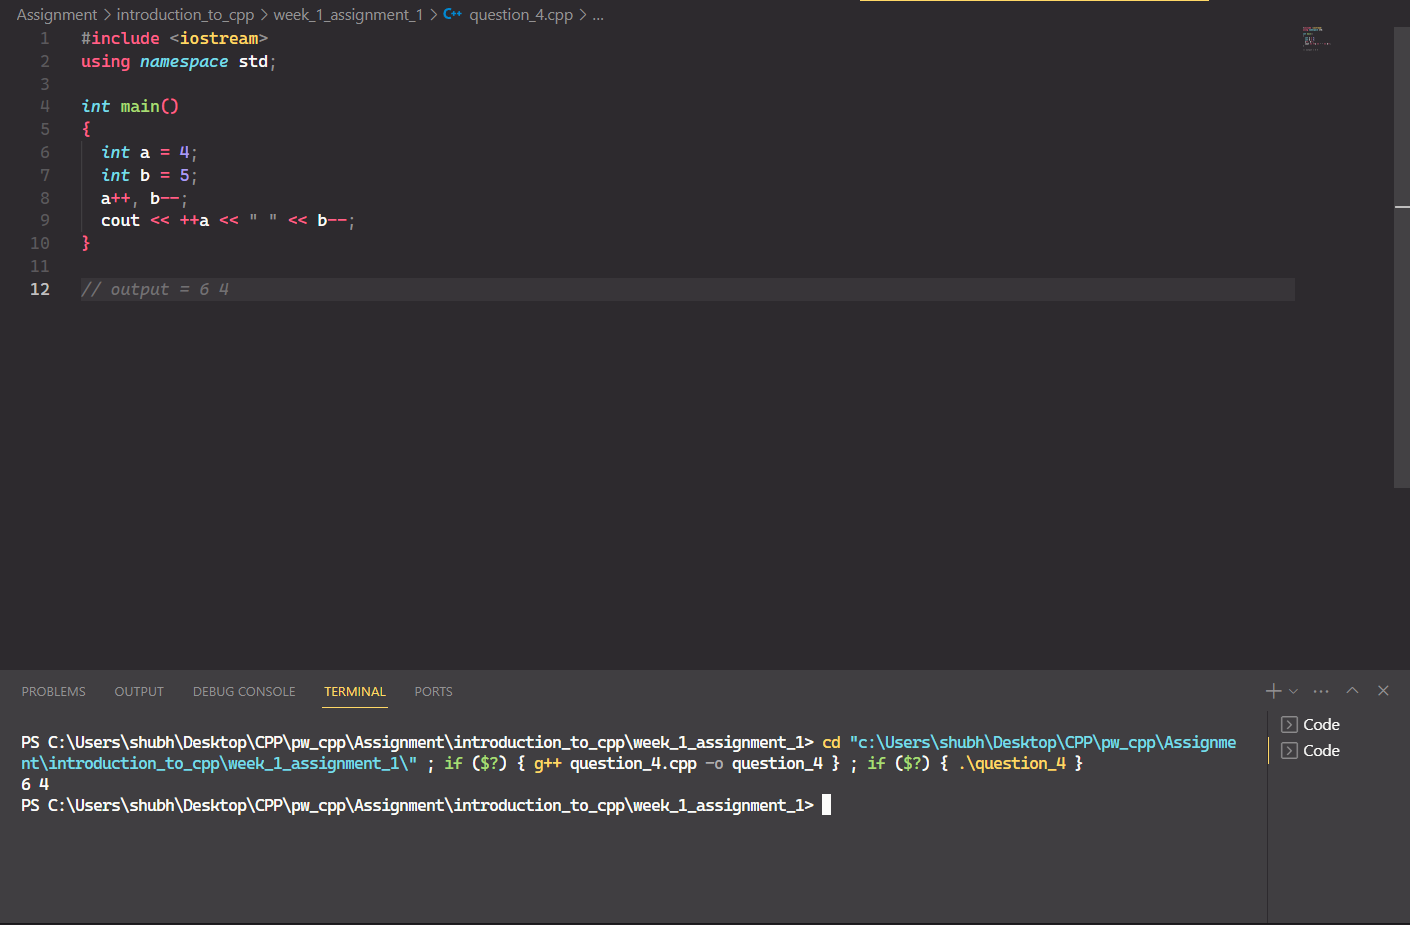 Assignment > introduction_to_cpp > week_1_assignment_1 > C++ question_4.cpp > ...
1 #include <iostream>
2 using namespace std;
3
4 int main()
5 {
6 int a = 4;
7 int b = 5;
8 a++, b--;
9 cout << ++a << " " << b--;
10 }
11
12 // output = 6 4
PROBLEMS OUTPUT DEBUG CONSOLE TERMINAL PORTS
Code
Code
PS C:\Users\shubh\Desktop\CPP\pw_cpp\Assignment\introduction_to_cpp\week_1_assignment_1> cd "c:\Users\shubh\Desktop\CPP\pw_cpp\Assignme
nt\introduction_to_cpp\week_1_assignment_1\" ; if ($?) { g++ question_4.cpp -o question_4 } ; if ($?) { .\question_4 }
6 4
PS C:\Users\shubh\Desktop\CPP\pw_cpp\Assignment\introduction_to_cpp\week_1_assignment_1>